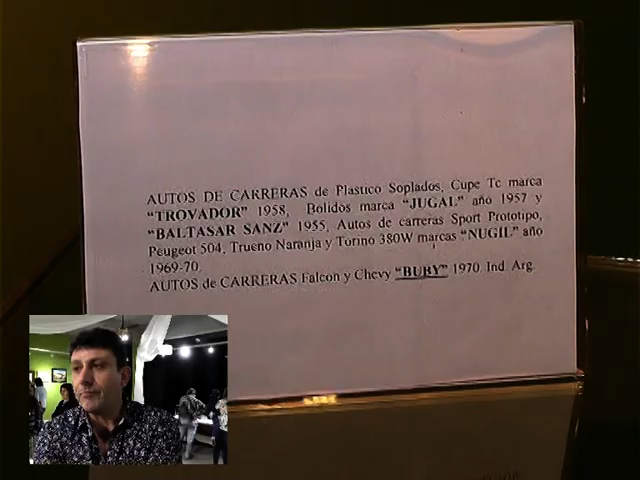 AUTOS DE CARRERAS de Plastico Soplados, Cupe Tc marca
"TROVADOR" 1958, Bolidos marca "JUGAL" año 1957 y
"BALTASAR SANZ" 1955, Autos de carreras Sport Prototipo,
Peugeot 504, Trueno Naranja y Torino 380W marcas "NUGIL" año
1969-70.
AUTOS de CARRERAS Falcon y Chevy "BUBY" 1970. Ind. Arg.